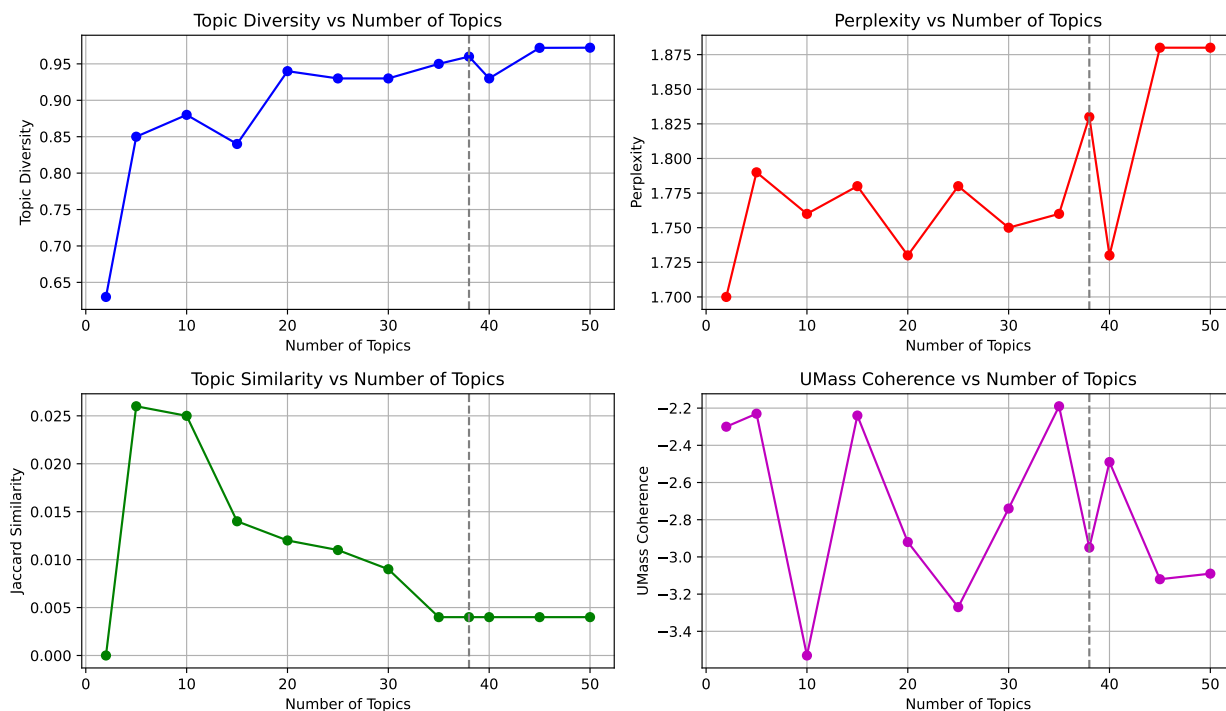 Topic Diversity vs Number of Topics
Topic Diversity
0.95
0.90
0.85
0.80
0.75
0.70
0.65
0 10 20 30 40 50
Number of Topics
Perplexity vs Number of Topics
Perplexity
1.875
1.850
1.825
1.800
1.775
1.750
1.725
1.700
0 10 20 30 40 50
Number of Topics
Topic Similarity vs Number of Topics
Jaccard Similarity
0.025
0.020
0.015
0.010
0.005
0.000
0 10 20 30 40 50
Number of Topics
UMass Coherence vs Number of Topics
UMass Coherence
−2.2
−2.4
−2.6
−2.8
−3.0
−3.2
−3.4
0 10 20 30 40 50
Number of Topics